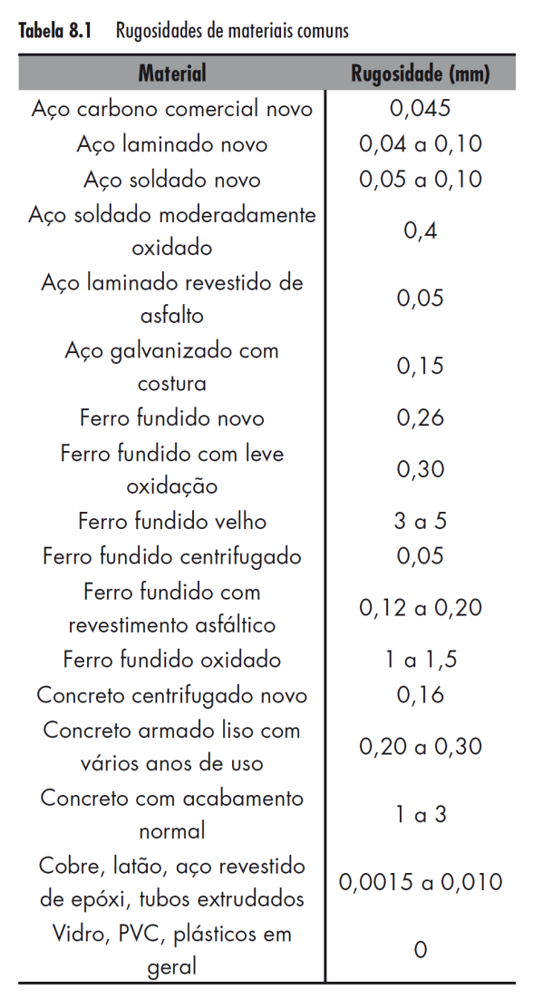 Tabela 8.1 Rugosidades de materiais comuns
Material Rugosidade (mm)
Aço carbono comercial novo 0,045
Aço laminado novo 0,04 a 0,10
Aço soldado novo 0,05 a 0,10
Aço soldado moderadamente
oxidado 0,4
Aço laminado revestido de
asfalto 0,05
Aço galvanizado com
costura 0,15
Ferro fundido novo 0,26
Ferro fundido com leve
oxidação 0,30
Ferro fundido velho 3 a 5
Ferro fundido centrifugado 0,05
Ferro fundido com
revestimento asfáltico 0,12 a 0,20
Ferro fundido oxidado 1 a 1,5
Concreto centrifugado novo 0,16
Concreto armado liso com
vários anos de uso 0,20 a 0,30
Concreto com acabamento
normal 1 a 3
Cobre, latão, aço revestido
de epóxi, tubos extrudados 0,0015 a 0,010
Vidro, PVC, plásticos em
geral 0